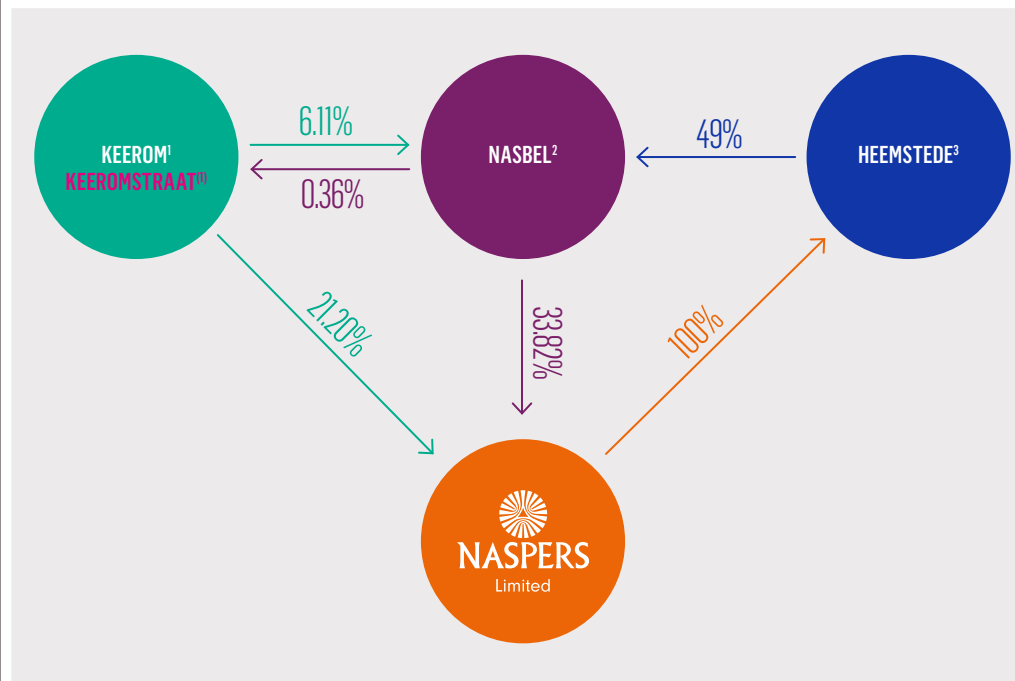 6.11%
49%
KEEROM¹
KEEROMSTRAAT⁽¹⁾
NASBEL²
HEEMSTEDE³
0.36%
21.20%
33.82%
100%
NASPERS
Limited